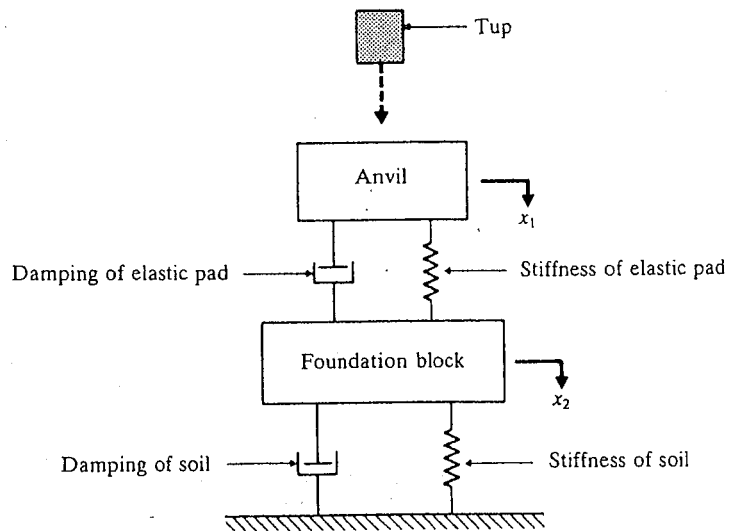 Tup
Anvil
x₁
Damping of elastic pad
Stiffness of elastic pad
Foundation block
x₂
Damping of soil
Stiffness of soil